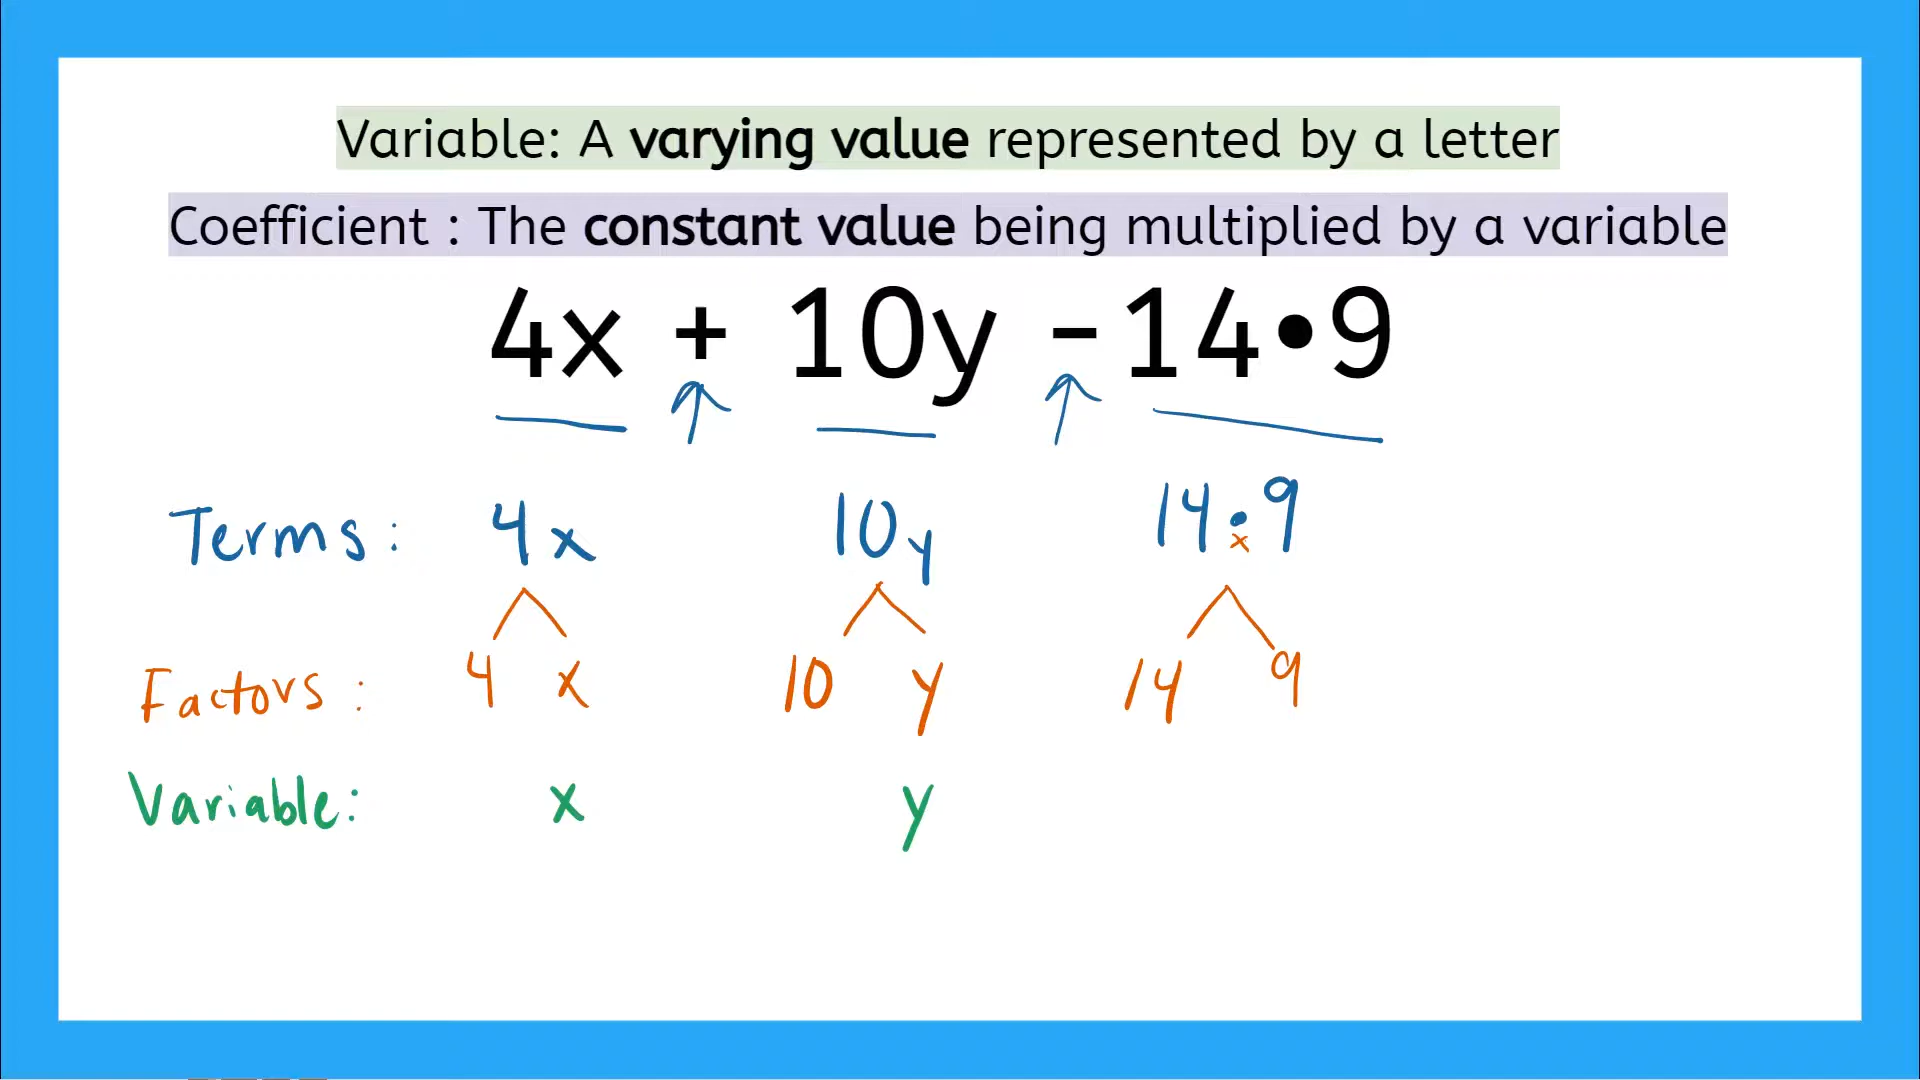 Variable: A varying value represented by a letter
Coefficient : The constant value being multiplied by a variable
4x + 10y - 14•9
Terms: 4x 10y 14•9
x
Factors: 4 x 10 y 14 9
Variable: x y